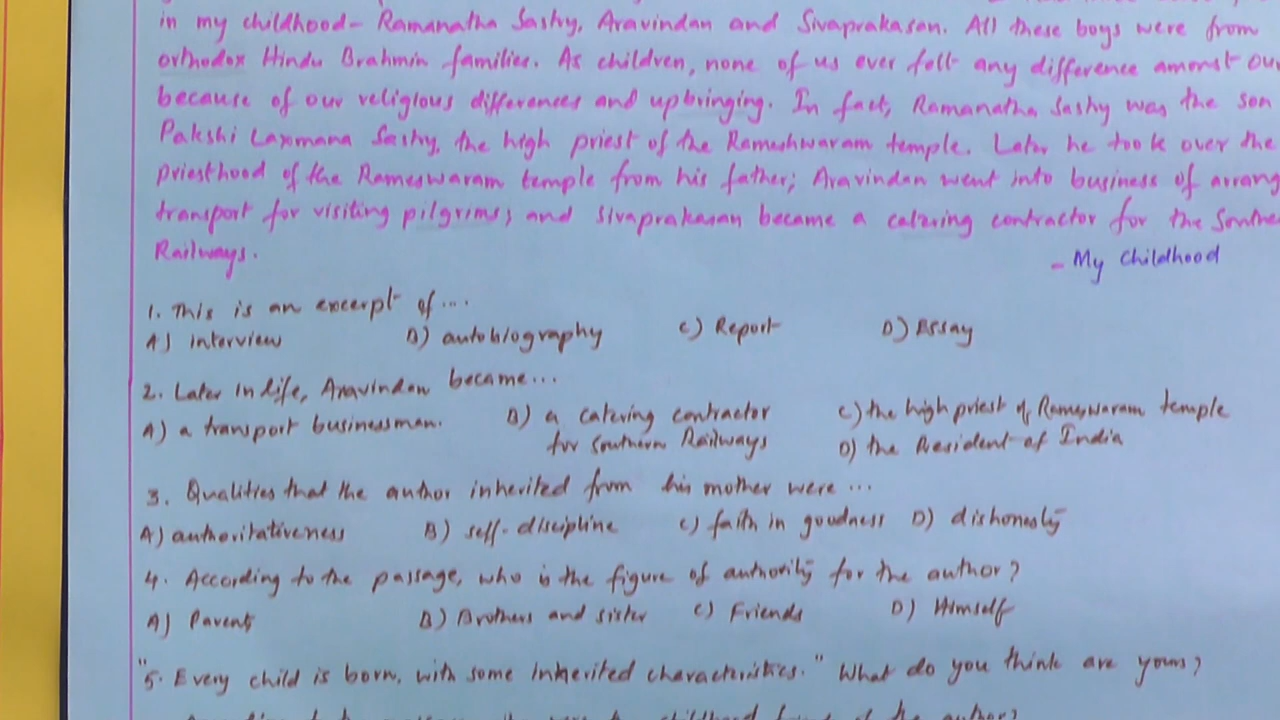 in my childhood- Ramanatha Sastry, Aravindan and Sivaprakasan. All these boys were from
orthodox Hindu Brahmin families. As children, none of us ever felt any difference amonst
because of our religious differences and upbringing. In fact, Ramanatha Sastry was the son
Pakshi Laxmana Sastry, the high priest of the Rameshwaram temple. Later he took over the
priesthood of the Rameswaram temple from his father; Aravindan went into business of
transport for visiting pilgrims; and Sivaprakasan became a catering contractor for the
Railways.
- My Childhood
1. This is an excerpt of ....
A) interview B) autobiography C) Report D) Essay
2. Later in life, Aravindan became...
A) a transport businessman. B) a catering contractor C) the high priest of Rameswaram temple
for Southern Railways D) the President of India
3. Qualities that the author inherited from his mother were ...
A) authoritativeness B) self-discipline C) faith in goodness D) dishonesty
4. According to the passage, who is the figure of authority for the author?
A) Parents B) Brothers and sister C) Friends D) Himself
"5. Every child is born, with some inherited characteristics." What do you think are yours?